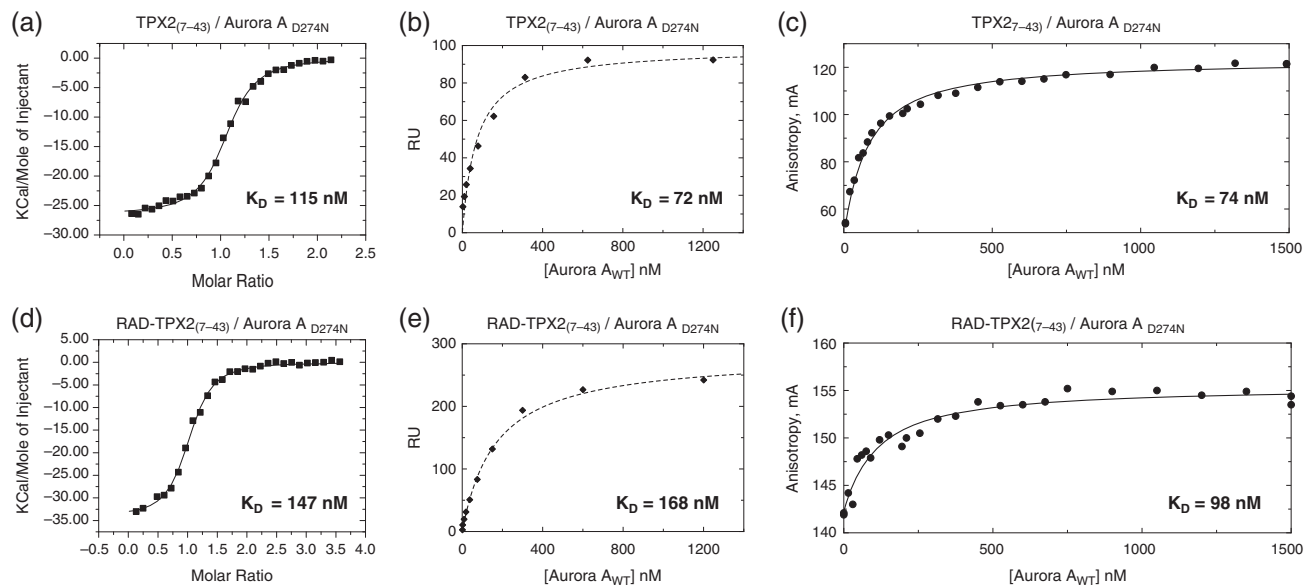 (a)
TPX2(7–43) / Aurora A D274N
0.00
−5.00
−10.00
−15.00
−20.00
−25.00
−30.00
KCal/Mole of Injectant
KD = 115 nM
0.0 0.5 1.0 1.5 2.0 2.5
Molar Ratio
(b)
TPX2(7–43) / Aurora A D274N
100
80
60
40
20
0
RU
KD = 72 nM
0 400 800 1200
[Aurora AWT] nM
(c)
TPX27–43 / Aurora A D274N
120
100
80
60
Anisotropy, mA
KD = 74 nM
0 500 1000 1500
[Aurora AWT] nM
(d)
RAD-TPX2(7–43) / Aurora A D274N
5.00
0.00
−5.00
−10.00
−15.00
−20.00
−25.00
−30.00
−35.00
KCal/Mole of Injectant
KD = 147 nM
−0.5 0.0 0.5 1.0 1.5 2.0 2.5 3.0 3.5 4.0
Molar Ratio
(e)
RAD-TPX2(7–43) / Aurora A D274N
300
200
100
0
RU
KD = 168 nM
0 400 800 1200
[Aurora AWT] nM
(f)
RAD-TPX2(7–43) / Aurora A D274N
160
155
151
147
143
140
Anisotropy, mA
KD = 98 nM
0 500 1000 1500
[Aurora AWT] nM